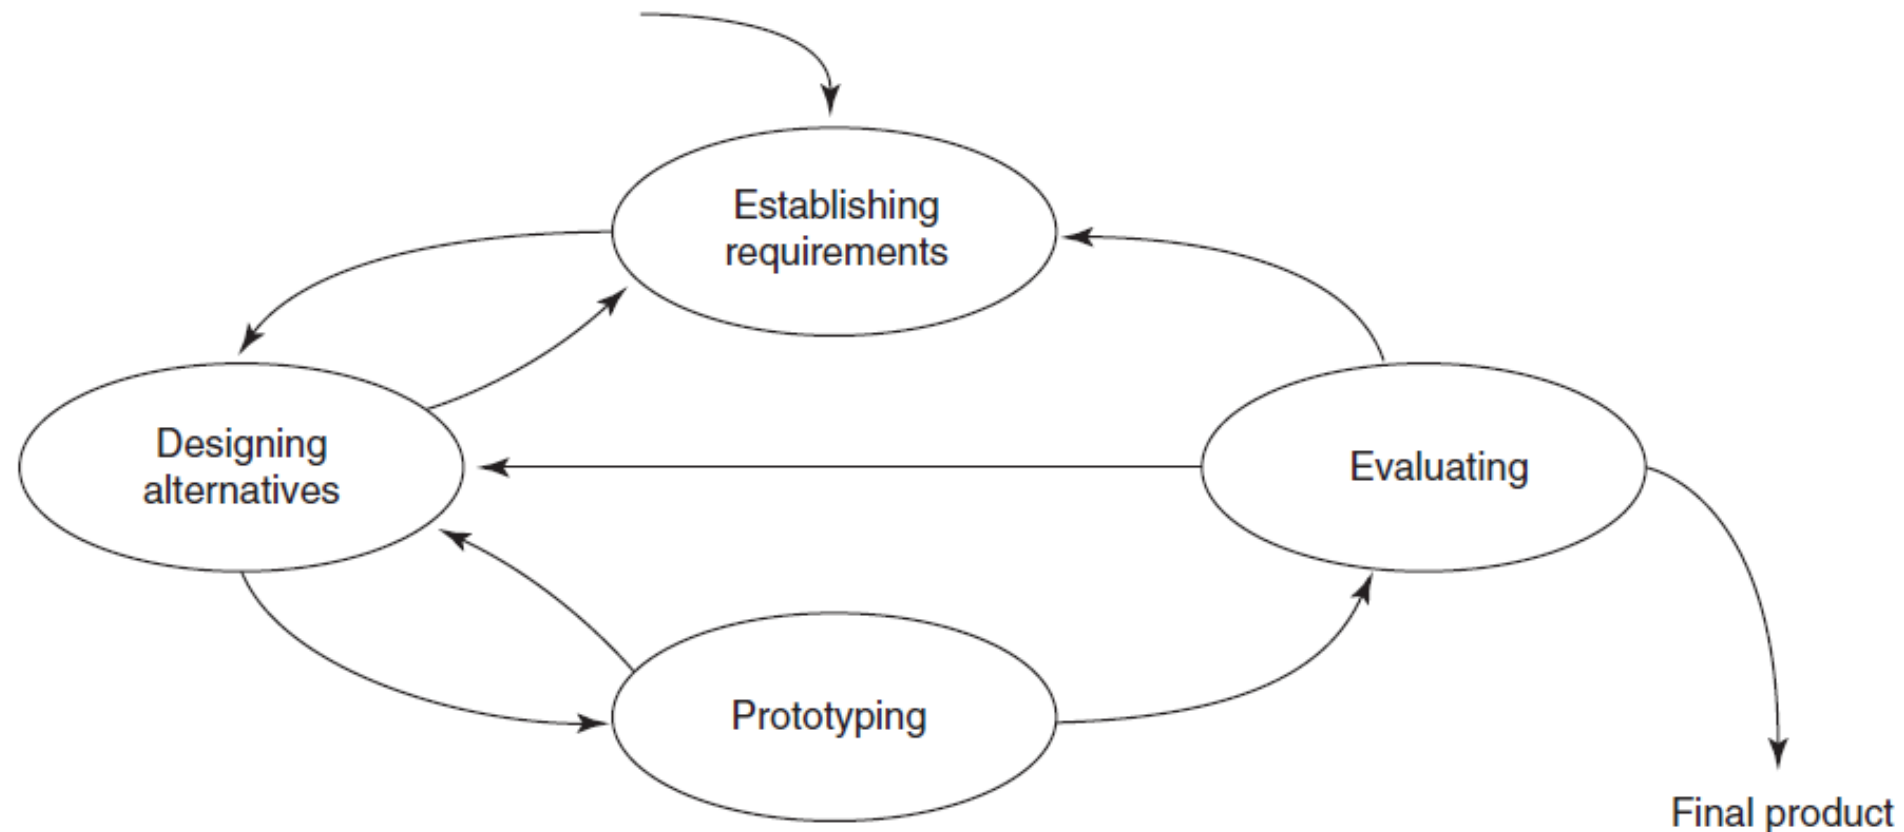 Establishing
requirements
Designing
alternatives
Evaluating
Prototyping
Final product